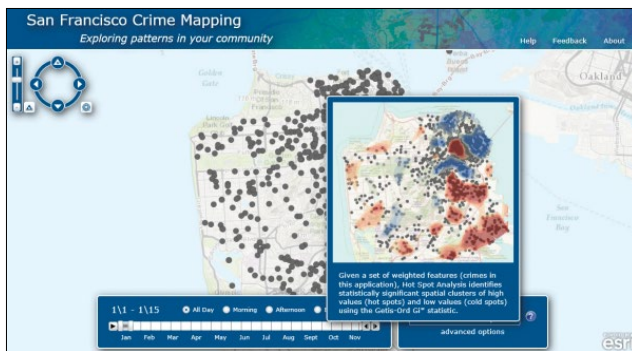 San Francisco Crime Mapping
Exploring patterns in your community
Help Feedback About
Golden
Gate
Oakland
San
Francisco
Bay
Given a set of weighted features (crimes in
this application), Hot Spot Analysis identifies
statistically significant spatial clusters of high
values (hot spots) and low values (cold spots)
using the Getis-Ord Gi* statistic.
1\1 - 1\15 All Day Morning Afternoon
Jan Feb Mar Apr May Jun Jul Aug Sept Oct Nov
advanced options
?
esri